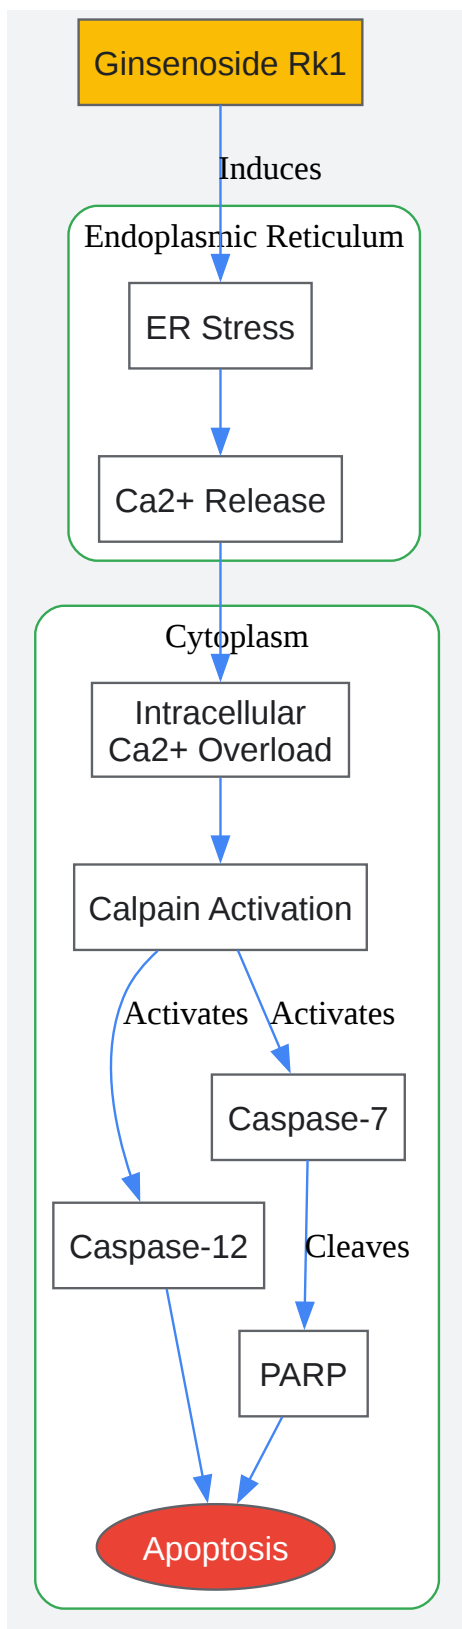 Ginsenoside Rk1
Induces
Endoplasmic Reticulum
ER Stress
Ca2+ Release
Cytoplasm
Intracellular
Ca2+ Overload
Calpain Activation
Activates
Activates
Caspase-7
Caspase-12
Cleaves
PARP
Apoptosis